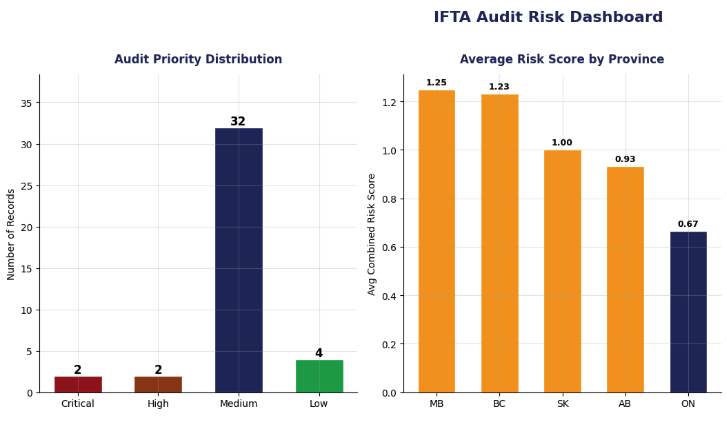 IFTA Audit Risk Dashboard
Audit Priority Distribution
Number of Records
35
30
25
20
15
10
5
0
2
2
32
4
Critical
High
Medium
Low
Average Risk Score by Province
Avg Combined Risk Score
1.2
1.0
0.8
0.6
0.4
0.2
0.0
1.25
1.23
1.00
0.93
0.67
MB
BC
SK
AB
ON